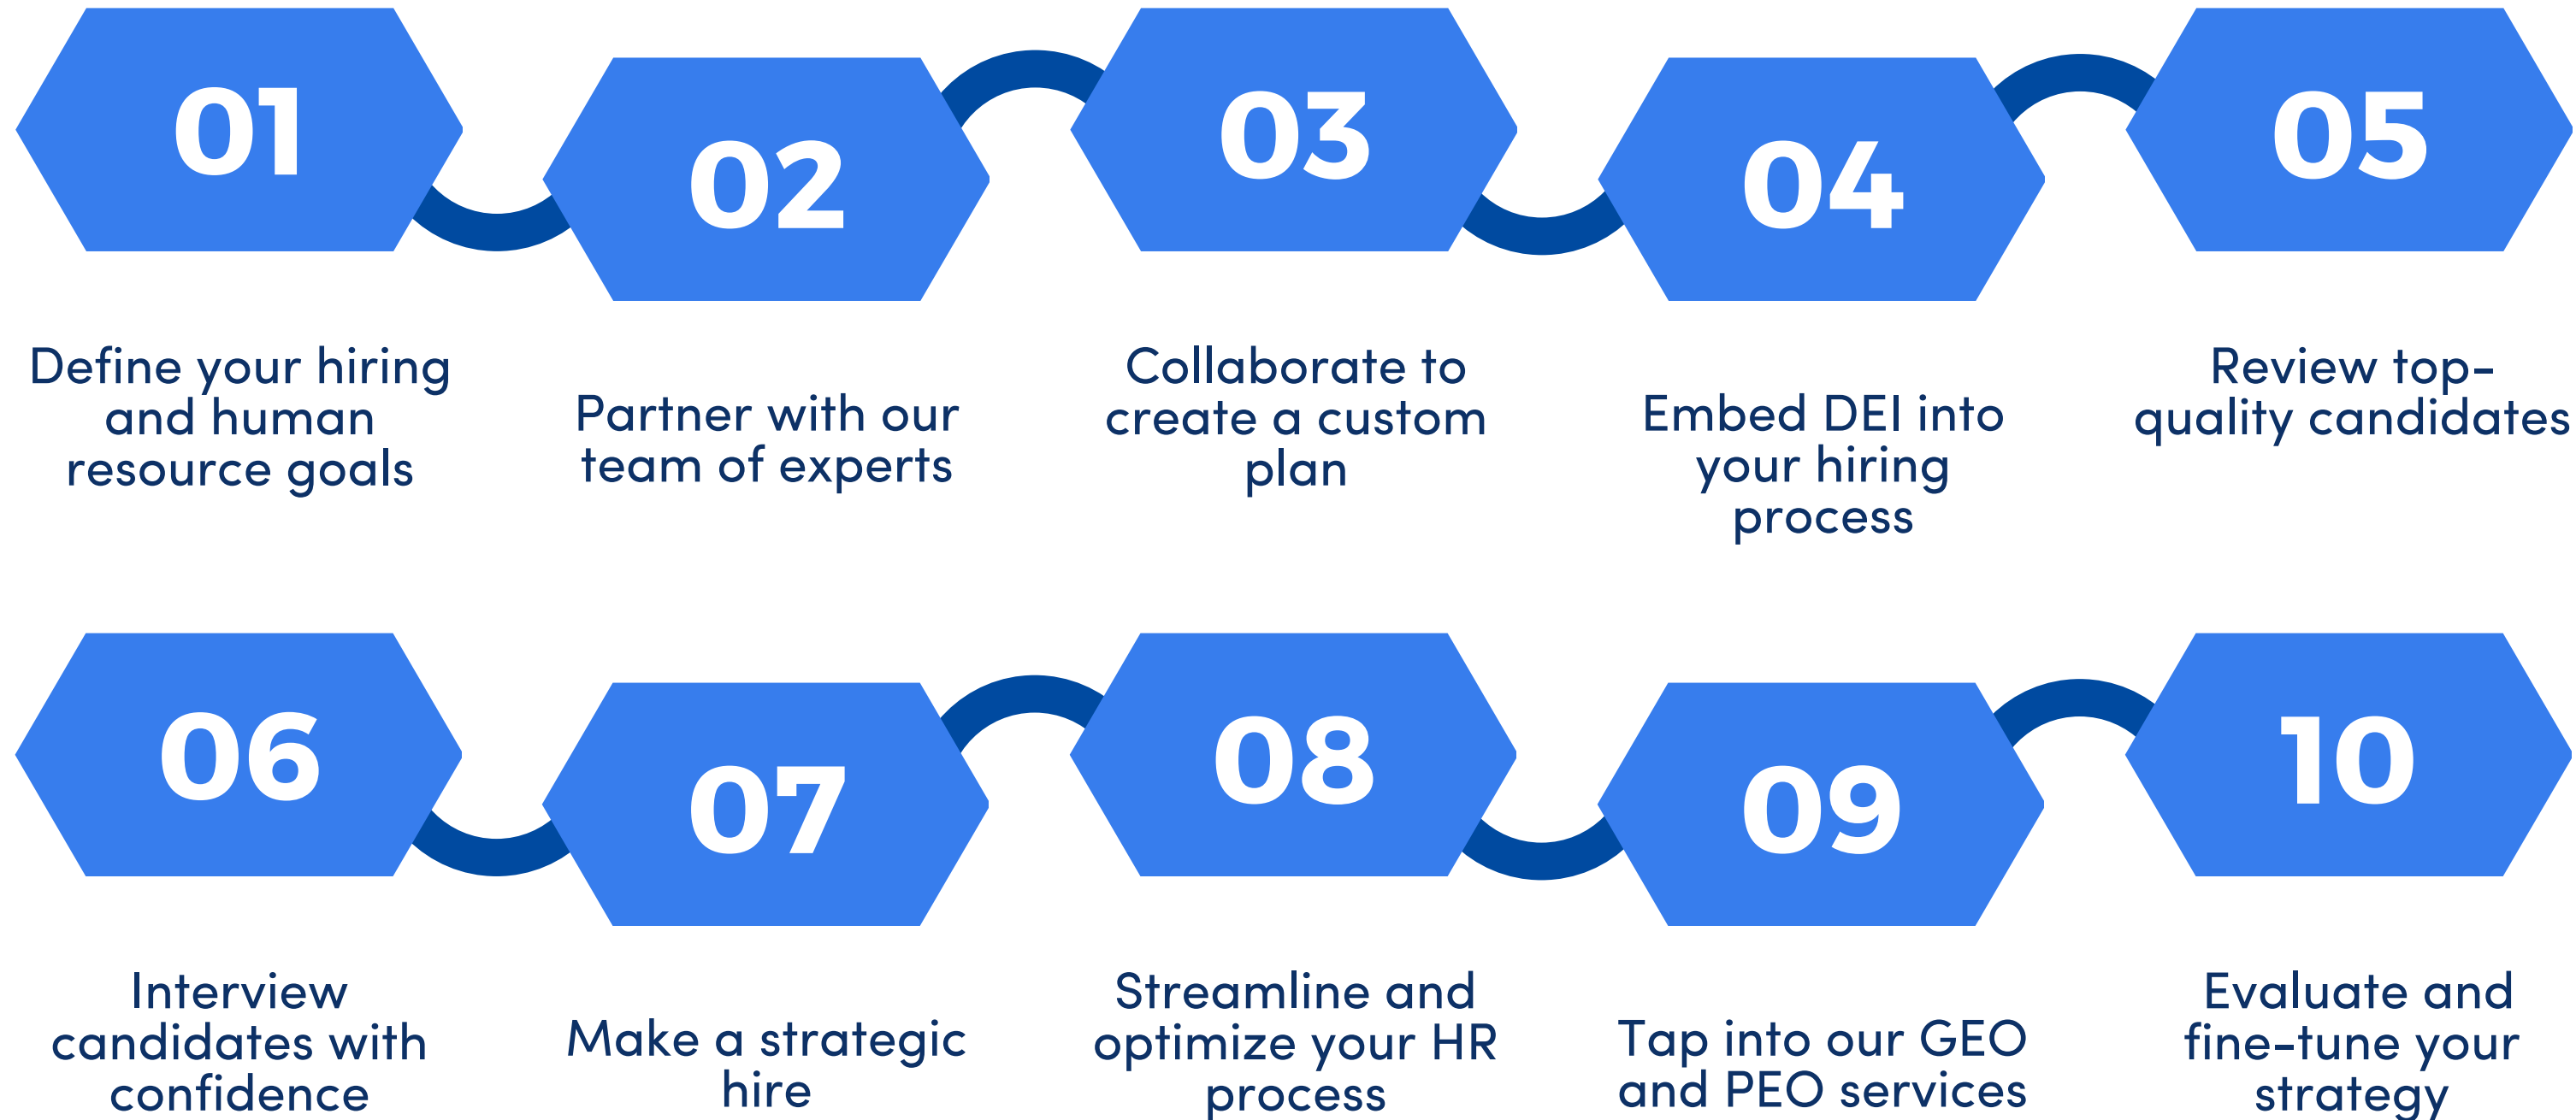 01
Define your hiring
and human
resource goals
02
Partner with our
team of experts
03
Collaborate to
create a custom
plan
04
Embed DEI into
your hiring
process
05
Review top-
quality candidates
06
Interview
candidates with
confidence
07
Make a strategic
hire
08
Streamline and
optimize your HR
process
09
Tap into our GEO
and PEO services
10
Evaluate and
fine-tune your
strategy